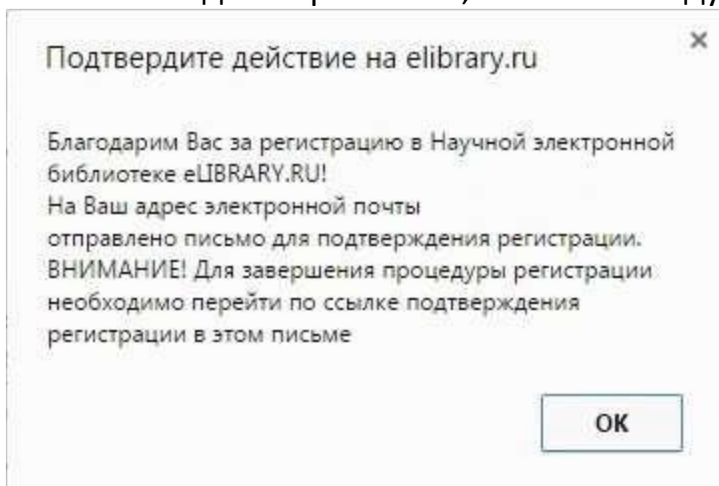 Подтвердите действие на elibrary.ru
Благодарим Вас за регистрацию в Научной электронной
библиотеке eLIBRARY.RU!
На Ваш адрес электронной почты
отправлено письмо для подтверждения регистрации.
ВНИМАНИЕ! Для завершения процедуры регистрации
необходимо перейти по ссылке подтверждения
регистрации в этом письме
ОК